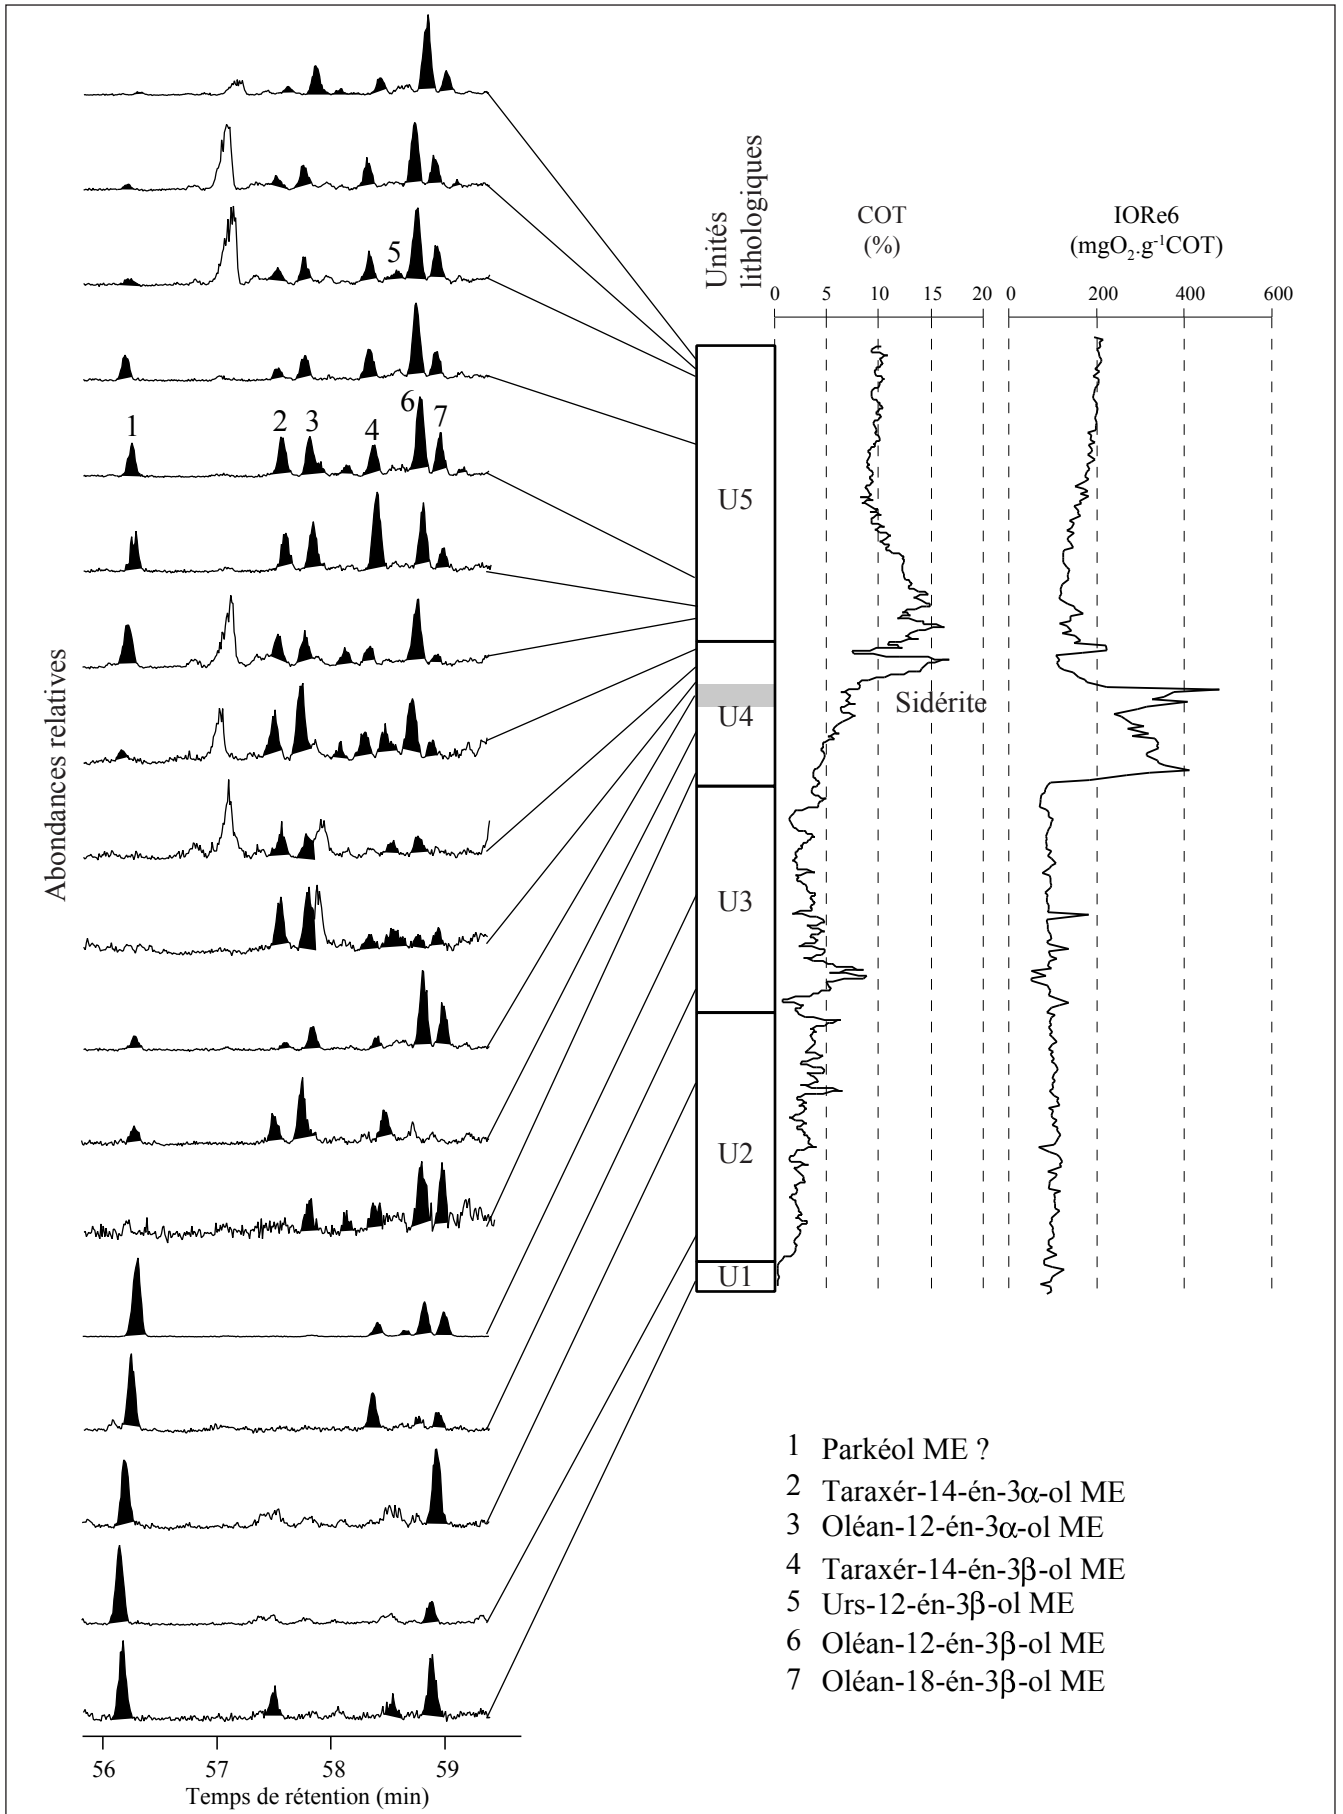 Unités
lithologiques
COT
(%)
IORe6
(mgO₂.g⁻¹COT)
0 5 10 15 20
0 200 400 600
5
6
7
1
2
3
4
U5
Sidérite
U4
U3
U2
U1
Abondances relatives
56 57 58 59
Temps de rétention (min)
1 Parkéol ME ?
2 Taraxér-14-én-3α-ol ME
3 Oléan-12-én-3α-ol ME
4 Taraxér-14-én-3β-ol ME
5 Urs-12-én-3β-ol ME
6 Oléan-12-én-3β-ol ME
7 Oléan-18-én-3β-ol ME